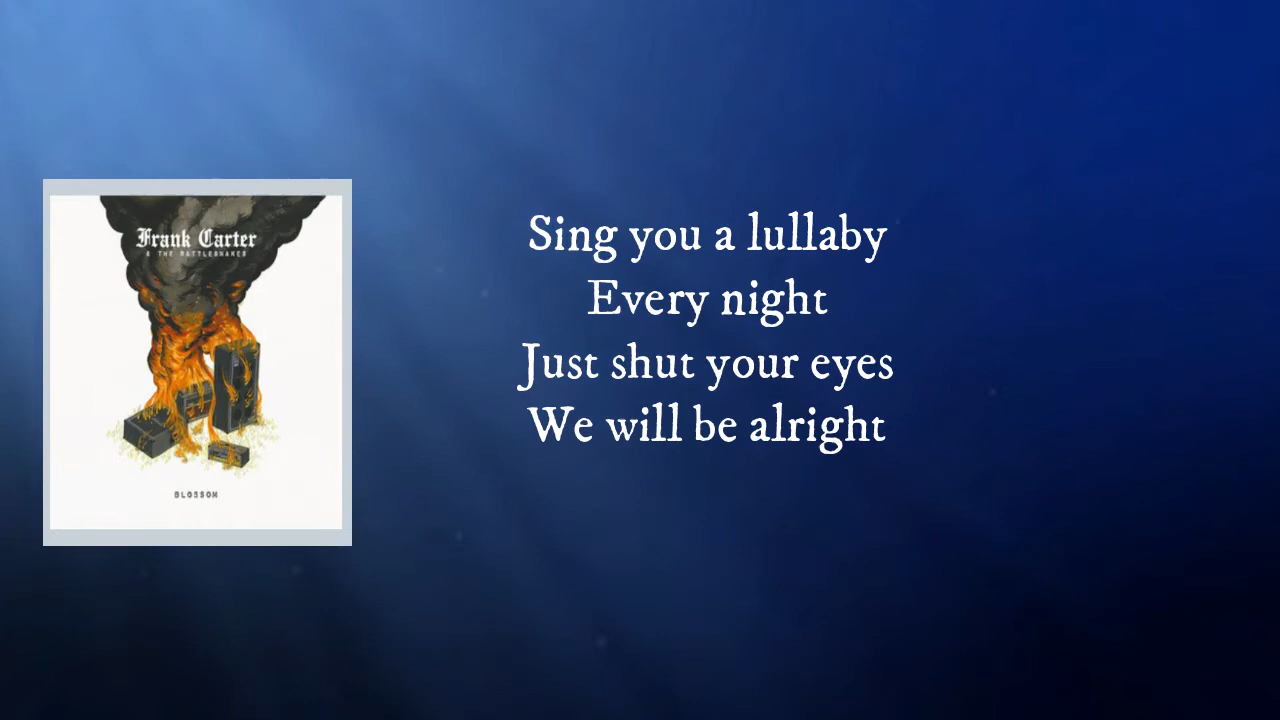 Frank Carter
& THE RATTLESNAKES
BLOSSOM
Sing you a lullaby
Every night
Just shut your eyes
We will be alright